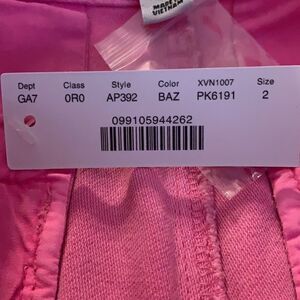 MADE IN
VIETNAM
Dept Class Style Color XVN1007 Size
GA7 0R0 AP392 BAZ PK6191 2
099105944262